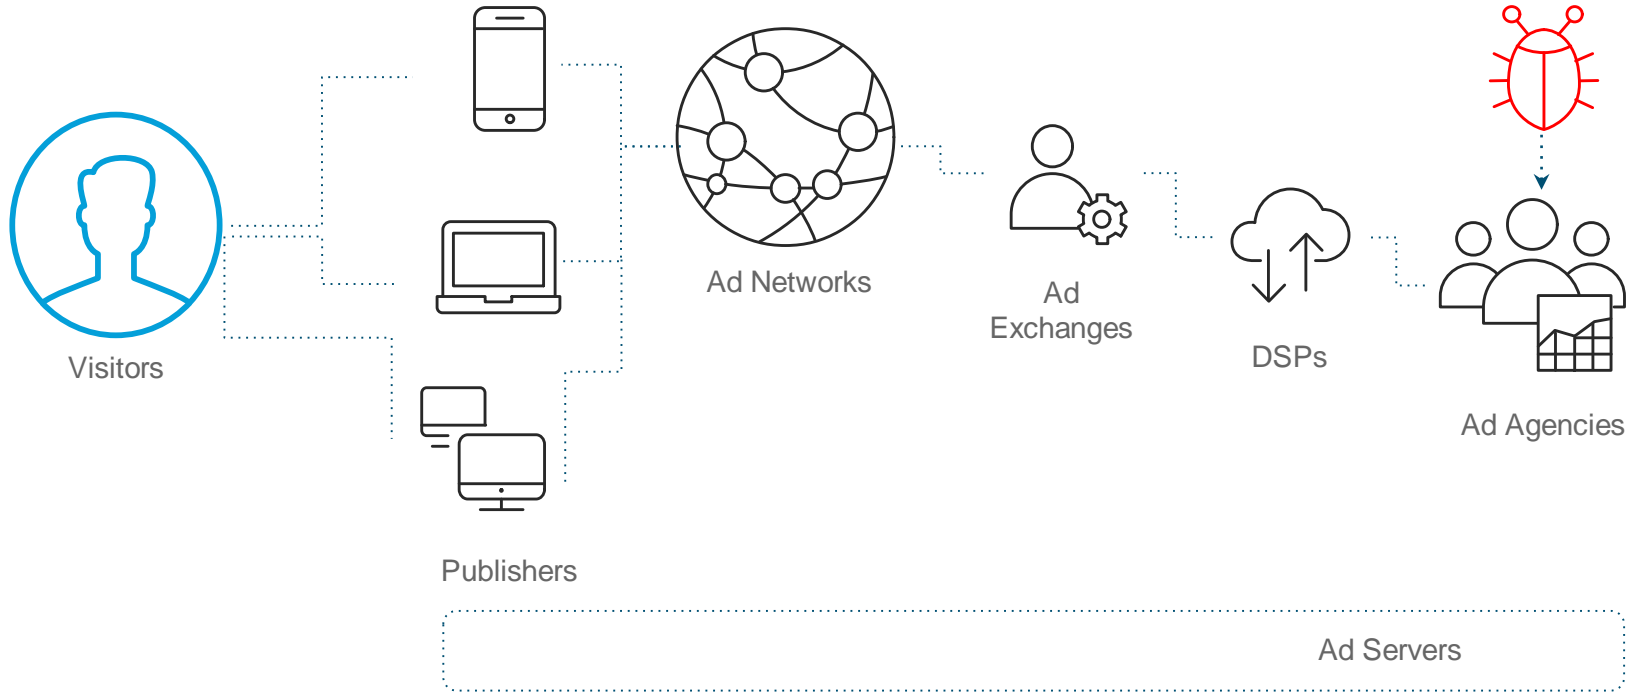 Visitors
Publishers
Ad Networks
Ad
Exchanges
DSPs
Ad Agencies
Ad Servers